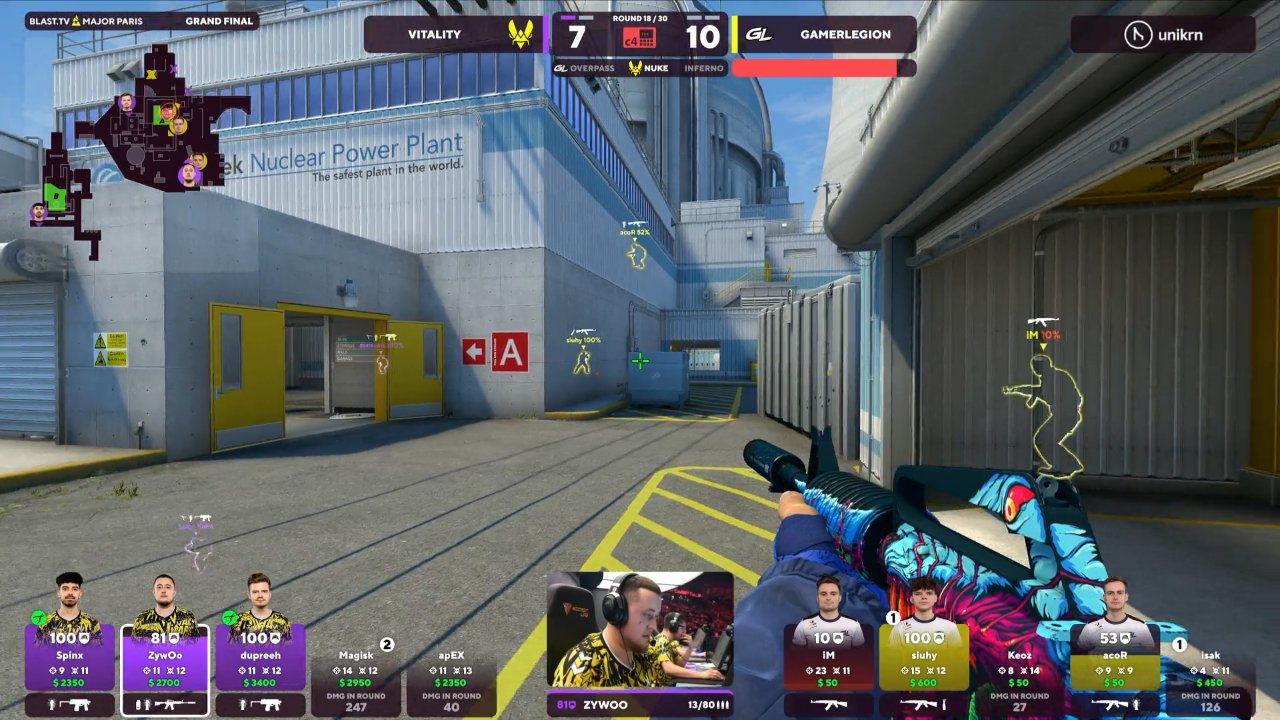 BLAST.TV MAJOR PARIS
GRAND FINAL
VITALITY
7
ROUND 18 / 30
C4
10
GL
GAMERLEGION
unikrn
GL OVERPASS
NUKE
INFERNO
ek Nuclear Power Plant
The safest plant in the world.
acoR 52%
siuhy 100%
A
iM 10%
100
Spinx
9 11
$2350
81
ZywOo
11 12
$2700
100
dupreeh
11 12
$3400
2
Magisk
14 12
$2950
DMG IN ROUND
247
apEX
11 13
$2350
DMG IN ROUND
40
81 ZYWOO
13/80
10
iM
23 11
$50
1
100
siuhy
15 12
$600
Keoz
8 14
$50
DMG IN ROUND
27
53
acoR
9 9
$50
1
isak
4 11
$450
DMG IN ROUND
126